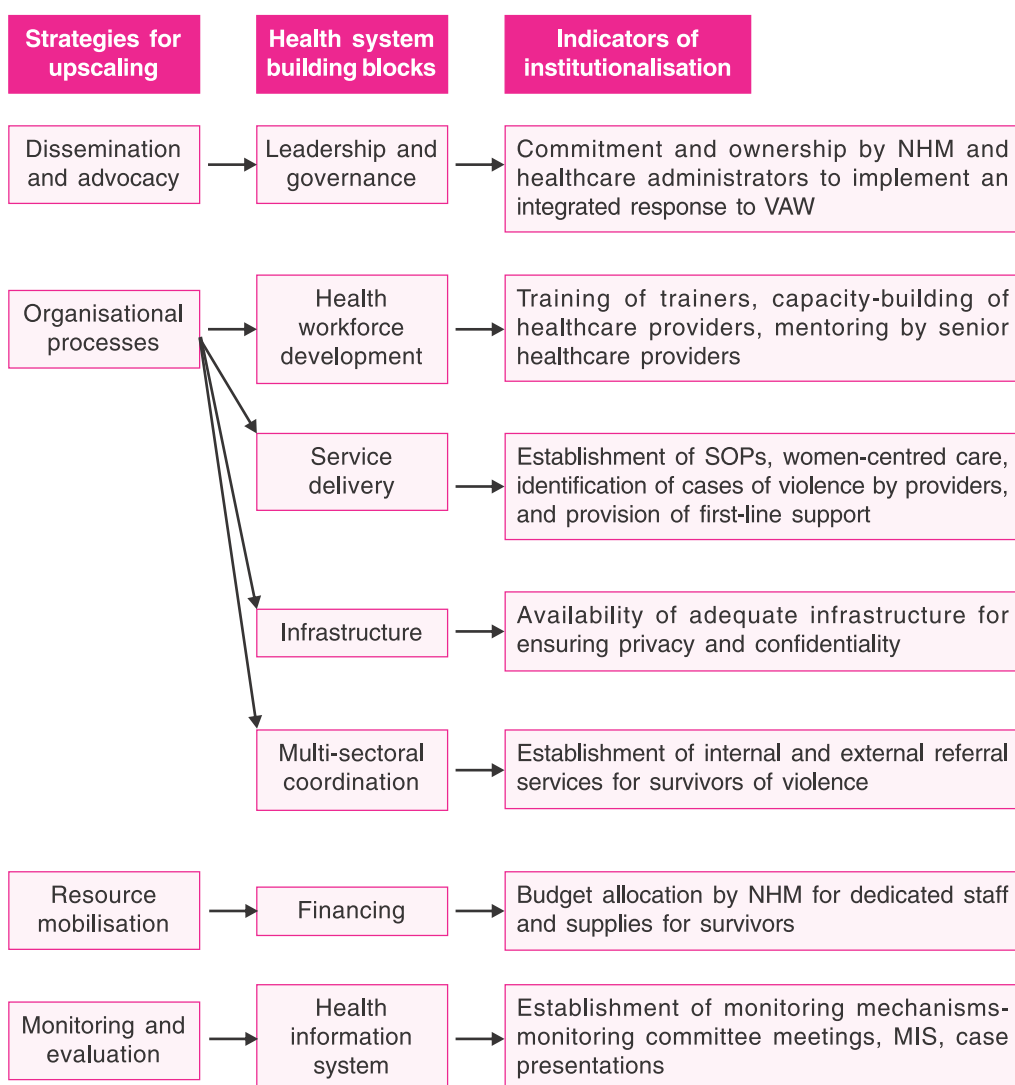 Strategies for
upscaling
Health system
building blocks
Indicators of
institutionalisation
Dissemination
and advocacy
Leadership and
governance
Commitment and ownership by NHM and
healthcare administrators to implement an
integrated response to VAW
Organisational
processes
Health
workforce
development
Training of trainers, capacity-building of
healthcare providers, mentoring by senior
healthcare providers
Service
delivery
Establishment of SOPs, women-centred care,
identification of cases of violence by providers,
and provision of first-line support
Infrastructure
Availability of adequate infrastructure for
ensuring privacy and confidentiality
Multi-sectoral
coordination
Establishment of internal and external referral
services for survivors of violence
Resource
mobilisation
Financing
Budget allocation by NHM for dedicated staff
and supplies for survivors
Monitoring and
evaluation
Health
information
system
Establishment of monitoring mechanisms-
monitoring committee meetings, MIS, case
presentations